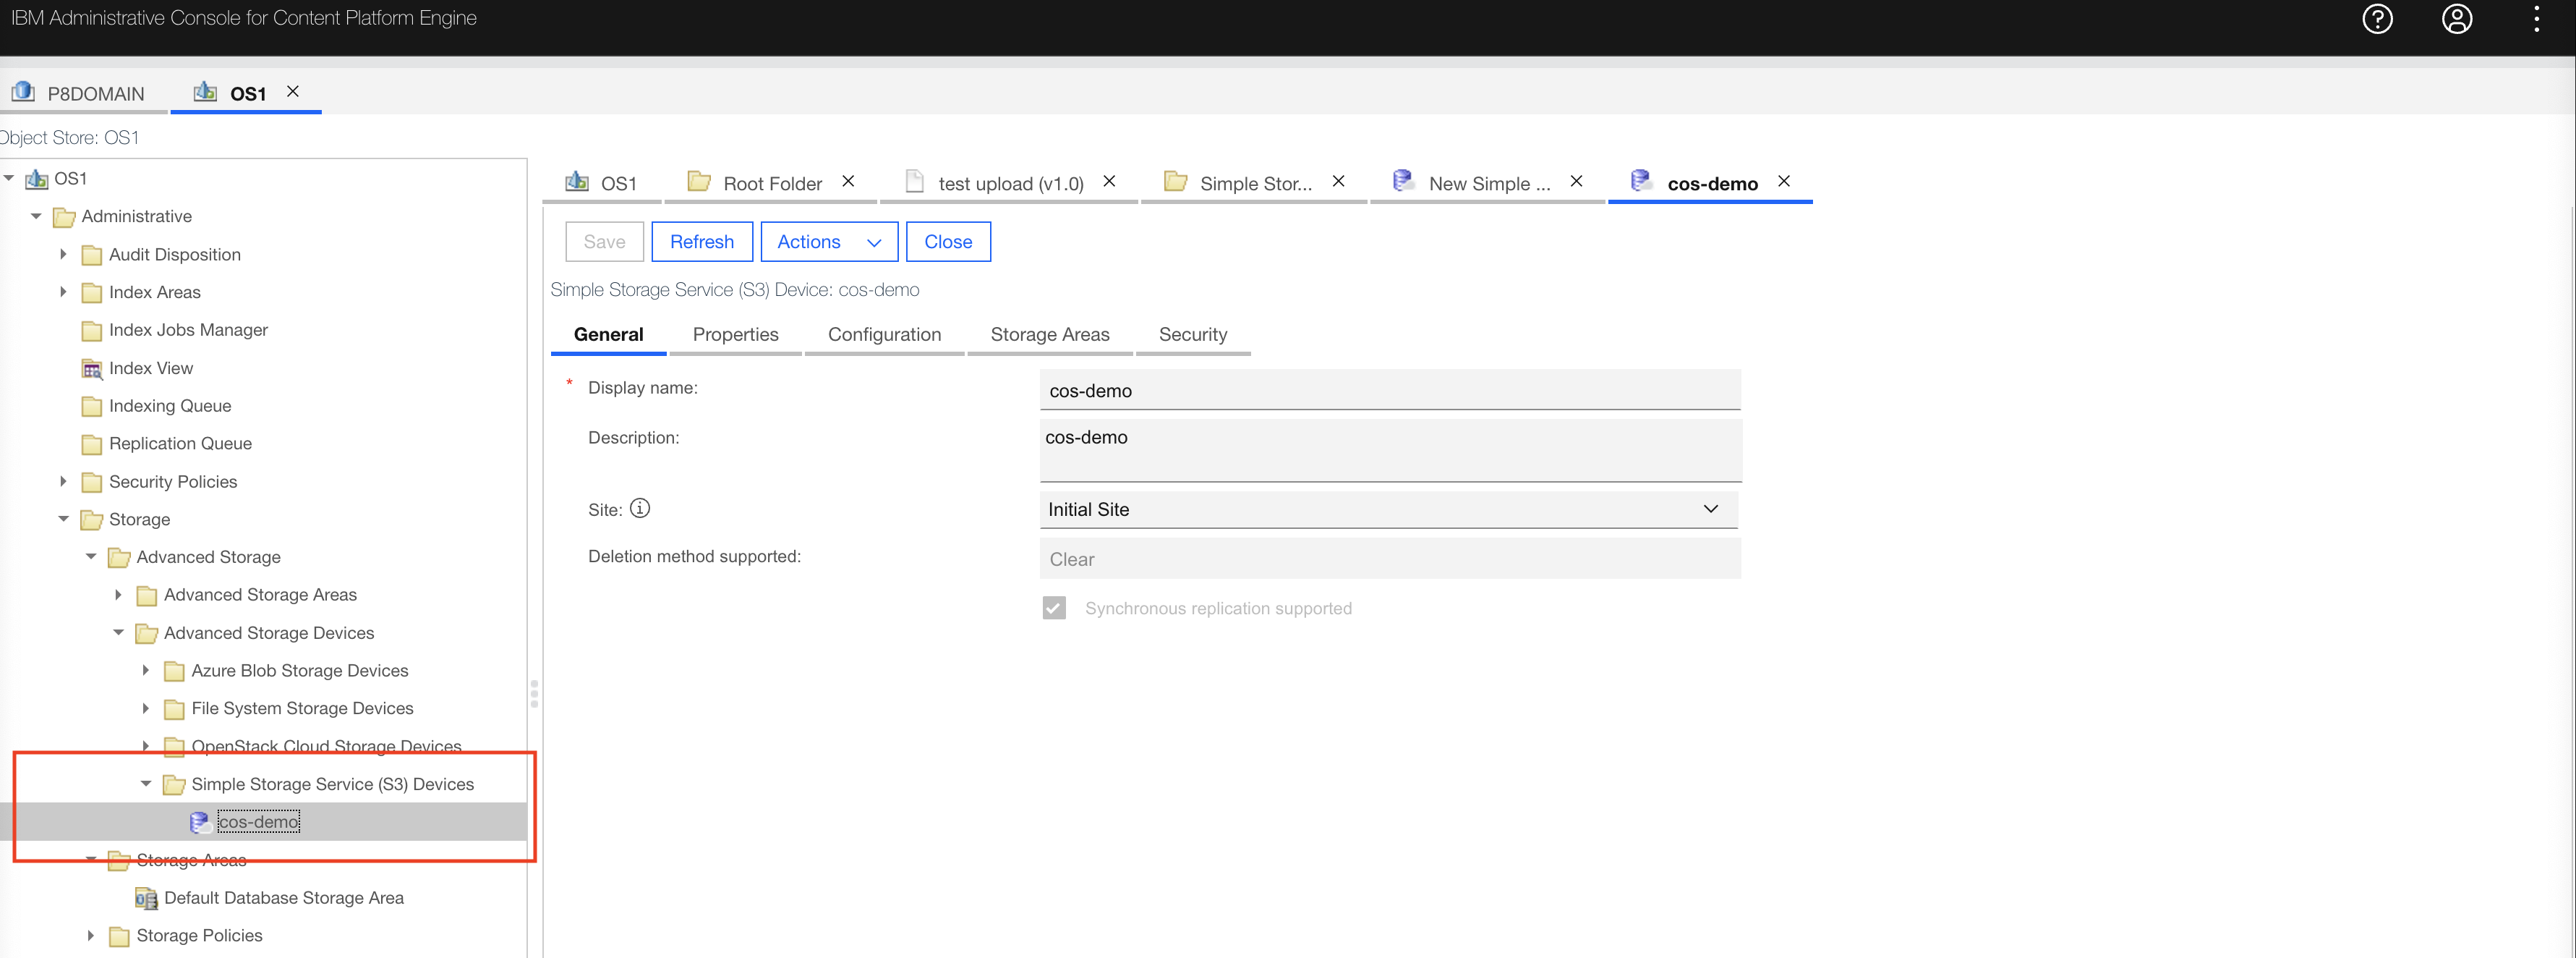 IBM Administrative Console for Content Platform Engine
P8DOMAIN
OS1
Object Store: OS1
OS1
Administrative
Audit Disposition
Index Areas
Index Jobs Manager
Index View
Indexing Queue
Replication Queue
Security Policies
Storage
Advanced Storage
Advanced Storage Areas
Advanced Storage Devices
Azure Blob Storage Devices
File System Storage Devices
OpenStack Cloud Storage Devices
Simple Storage Service (S3) Devices
cos-demo
Storage Areas
Default Database Storage Area
Storage Policies
OS1 Root Folder test upload (v1.0) Simple Stor... New Simple ... cos-demo
Save Refresh Actions Close
Simple Storage Service (S3) Device: cos-demo
General Properties Configuration Storage Areas Security
* Display name: cos-demo
Description: cos-demo
Site: Initial Site
Deletion method supported: Clear
Synchronous replication supported